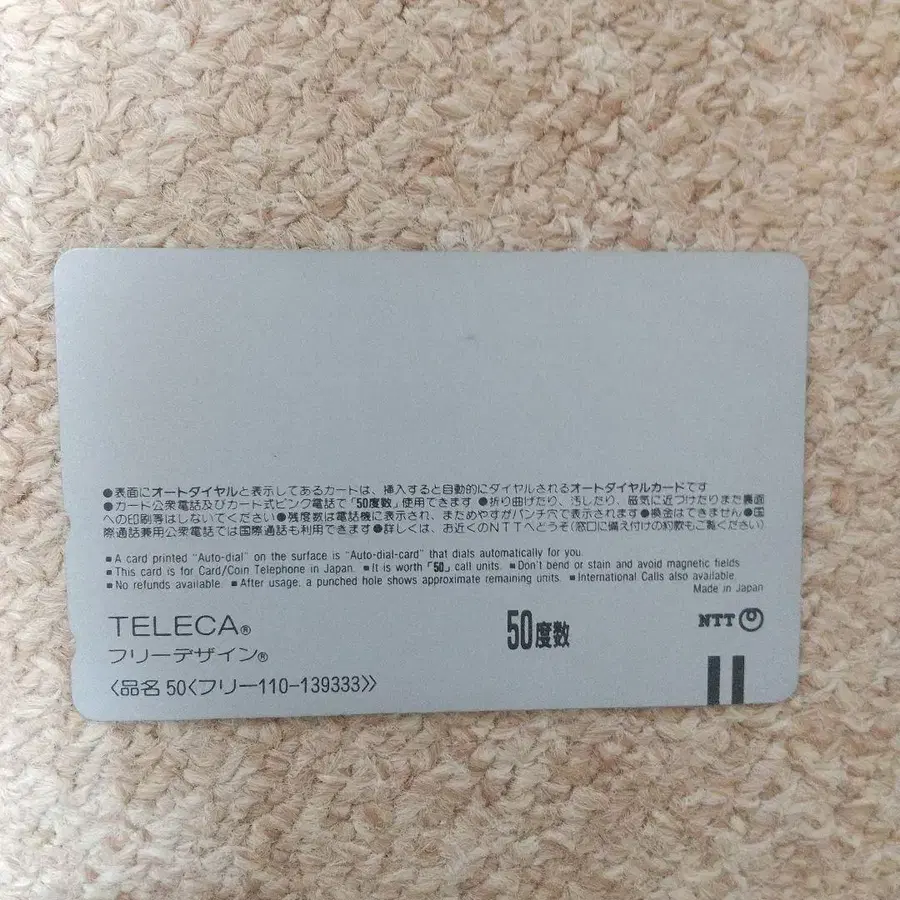 ●表面にオートダイヤルと表示してあるカードは、挿入すると自動的にダイヤルされるオートダイヤルカードです
●カード公衆電話及びカード式ピンク電話で「50度数」使用できます ●折り曲げたり、汚したり、磁気に近づけたりまた裏面
への印刷等はしないでください ●残度数は電話機に表示され、まためやすがパンチ穴で表示されます ●換金はできません ●国
際通話兼用公衆電話では国際通話も利用できます ●詳しくは、お近くのNTTへどうぞ(窓口に備え付けの約款もご覧ください)
■A card printed "Auto-dial" on the surface is "Auto-dial-card" that dials automatically for you.
■This card is for Card/Coin Telephone in Japan. ■It is worth「50」call units. ■Don't bend or stain and avoid magnetic fields
■No refunds available. ■After usage, a punched hole shows approximate remaining units. ■International Calls also available.
Made in Japan
TELECA®
フリーデザイン®
50度数
NTT
〈品名 50〈フリー110-139333〉〉